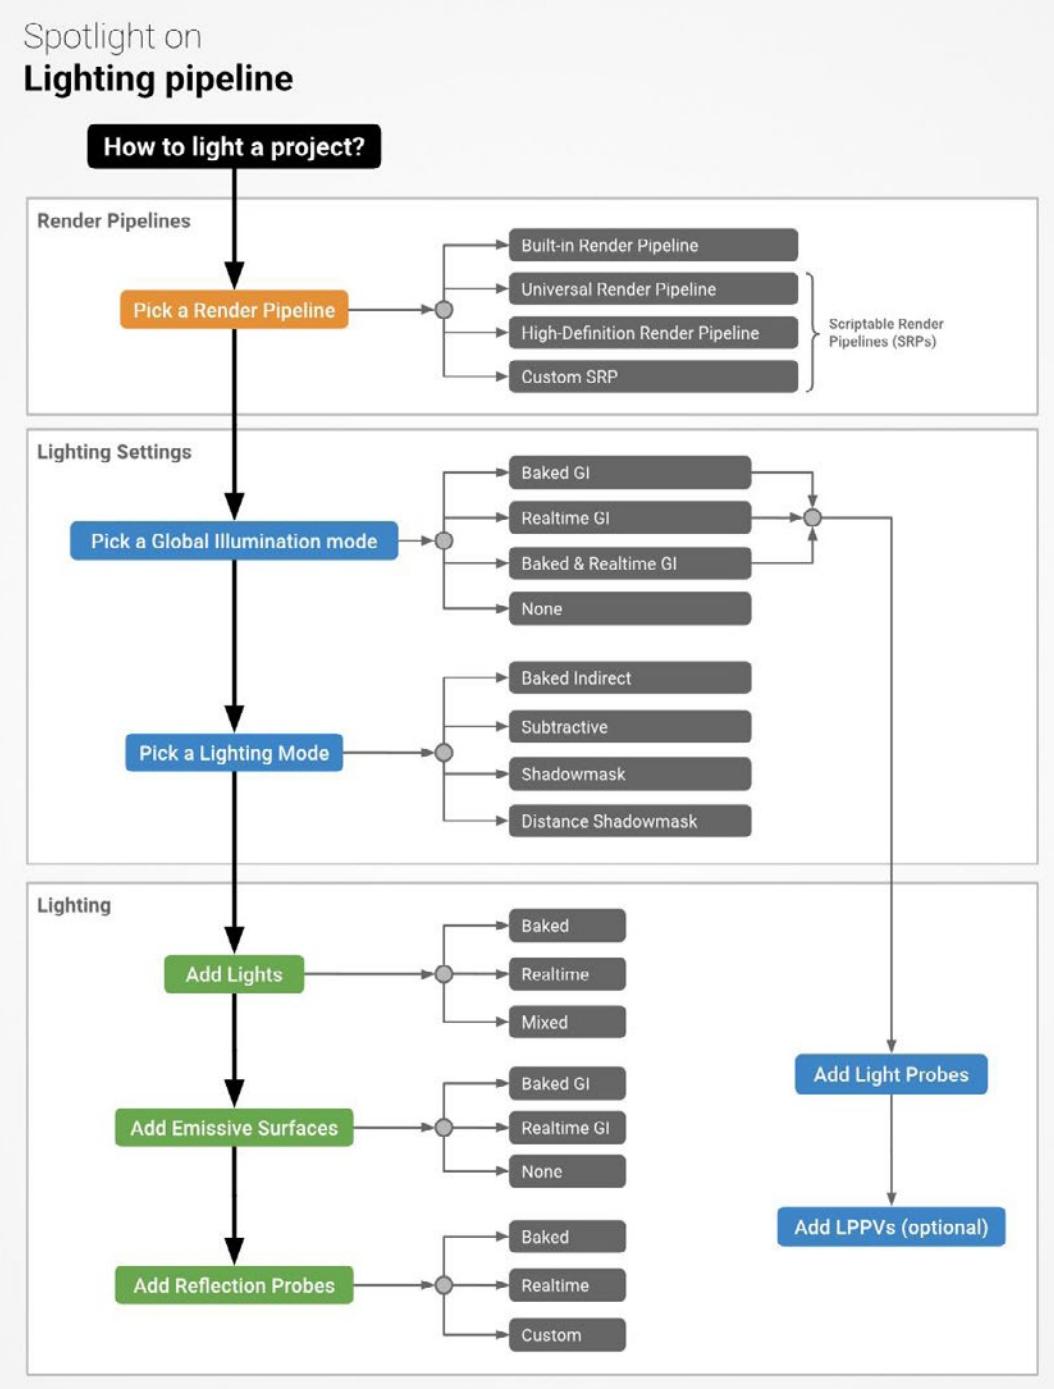 Spotlight on
Lighting pipeline
How to light a project?
Render Pipelines
Pick a Render Pipeline
Built-in Render Pipeline
Universal Render Pipeline
High-Definition Render Pipeline
Custom SRP
Scriptable Render
Pipelines (SRPs)
Lighting Settings
Pick a Global Illumination mode
Baked GI
Realtime GI
Baked & Realtime GI
None
Pick a Lighting Mode
Baked Indirect
Subtractive
Shadowmask
Distance Shadowmask
Lighting
Add Lights
Baked
Realtime
Mixed
Add Emissive Surfaces
Baked GI
Realtime GI
None
Add Reflection Probes
Baked
Realtime
Custom
Add Light Probes
Add LPPVs (optional)